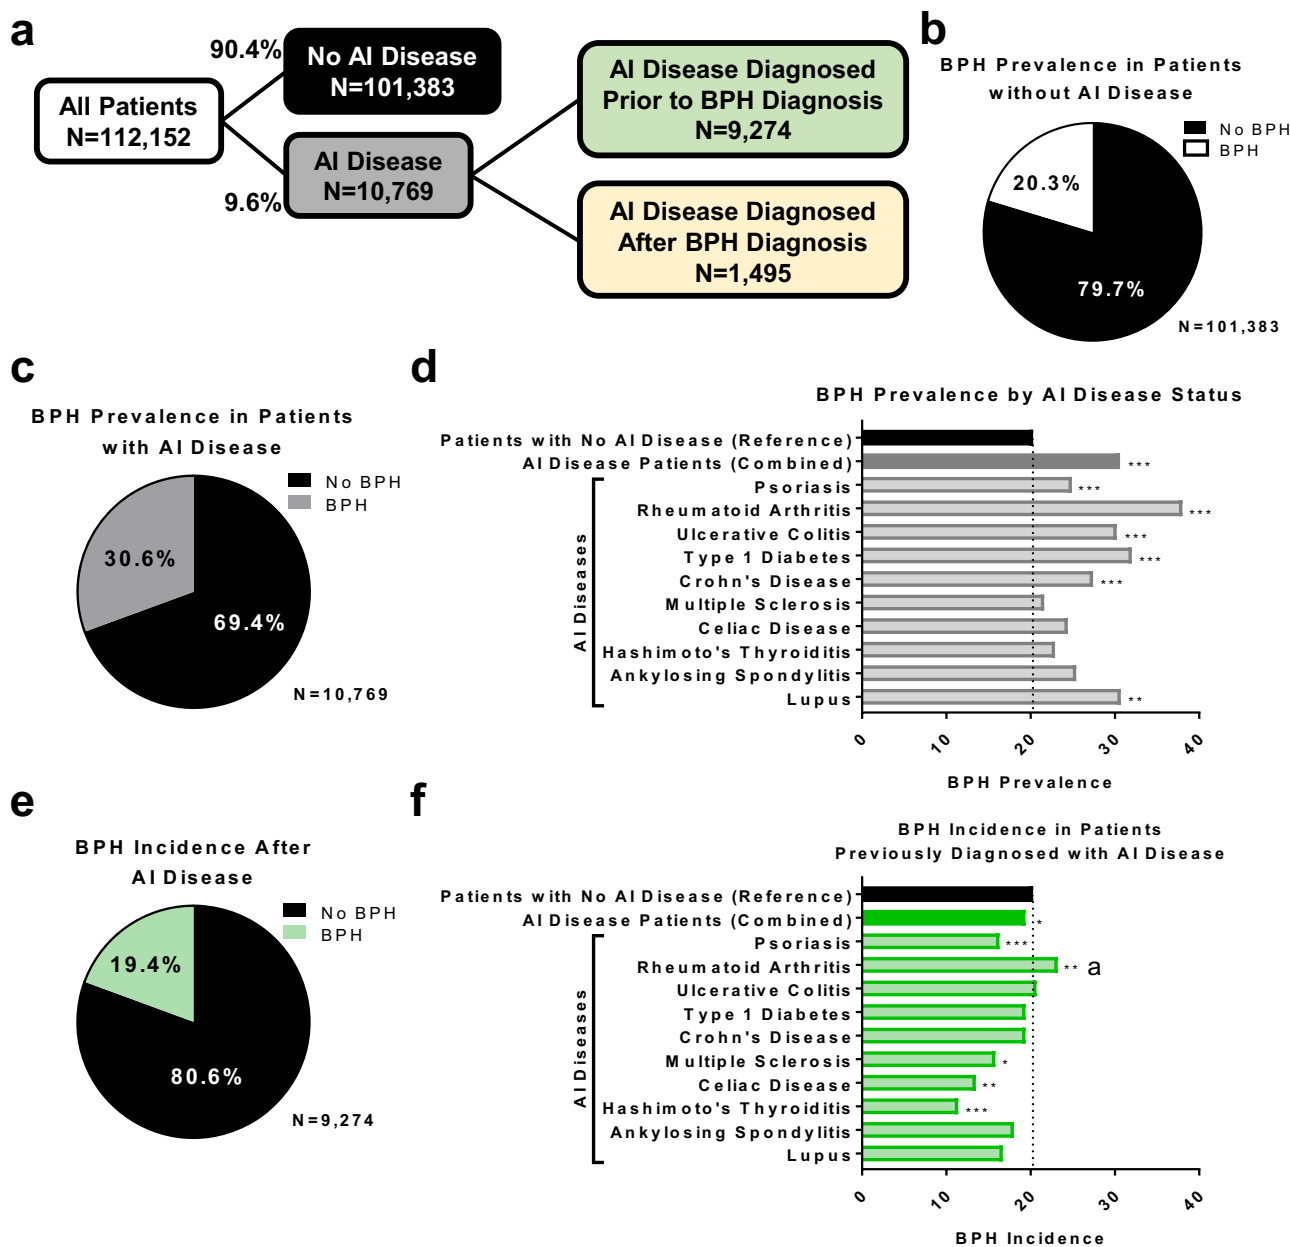 a
90.4%
No AI Disease
N=101,383
All Patients
N=112,152
AI Disease
N=10,769
9.6%
AI Disease Diagnosed
Prior to BPH Diagnosis
N=9,274
AI Disease Diagnosed
After BPH Diagnosis
N=1,495
b
BPH Prevalence in Patients
without AI Disease
No BPH
BPH
20.3%
79.7%
N=101,383
c
BPH Prevalence in Patients
with AI Disease
No BPH
BPH
30.6%
69.4%
N=10,769
d
BPH Prevalence by AI Disease Status
Patients with No AI Disease (Reference)
AI Disease Patients (Combined) ***
AI Diseases
Psoriasis ***
Rheumatoid Arthritis ***
Ulcerative Colitis ***
Type 1 Diabetes ***
Crohn's Disease ***
Multiple Sclerosis
Celiac Disease
Hashimoto's Thyroiditis
Ankylosing Spondylitis
Lupus **
0 10 20 30 40
BPH Prevalence
e
BPH Incidence After
AI Disease
No BPH
BPH
19.4%
80.6%
N=9,274
f
BPH Incidence in Patients
Previously Diagnosed with AI Disease
Patients with No AI Disease (Reference)
AI Disease Patients (Combined) *
AI Diseases
Psoriasis ***
Rheumatoid Arthritis ** a
Ulcerative Colitis
Type 1 Diabetes
Crohn's Disease
Multiple Sclerosis *
Celiac Disease **
Hashimoto's Thyroiditis ***
Ankylosing Spondylitis
Lupus
0 10 20 30 40
BPH Incidence